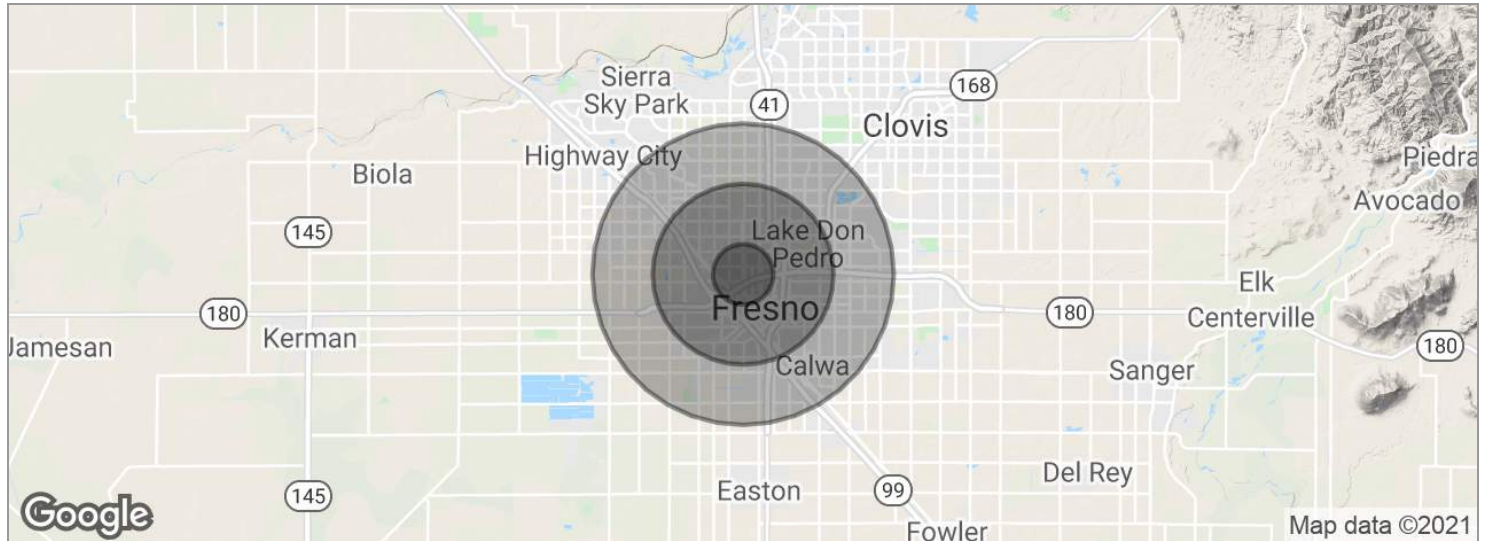 Sierra
Sky Park
41
168
Clovis
Highway City
Biola
Piedra
Avocado
145
Lake Don
Pedro
Elk
180
Fresno
180
Centerville
Kerman
Jamesan
180
Calwa
Sanger
Del Rey
145
Easton
99
Google
Fowler
Map data ©2021